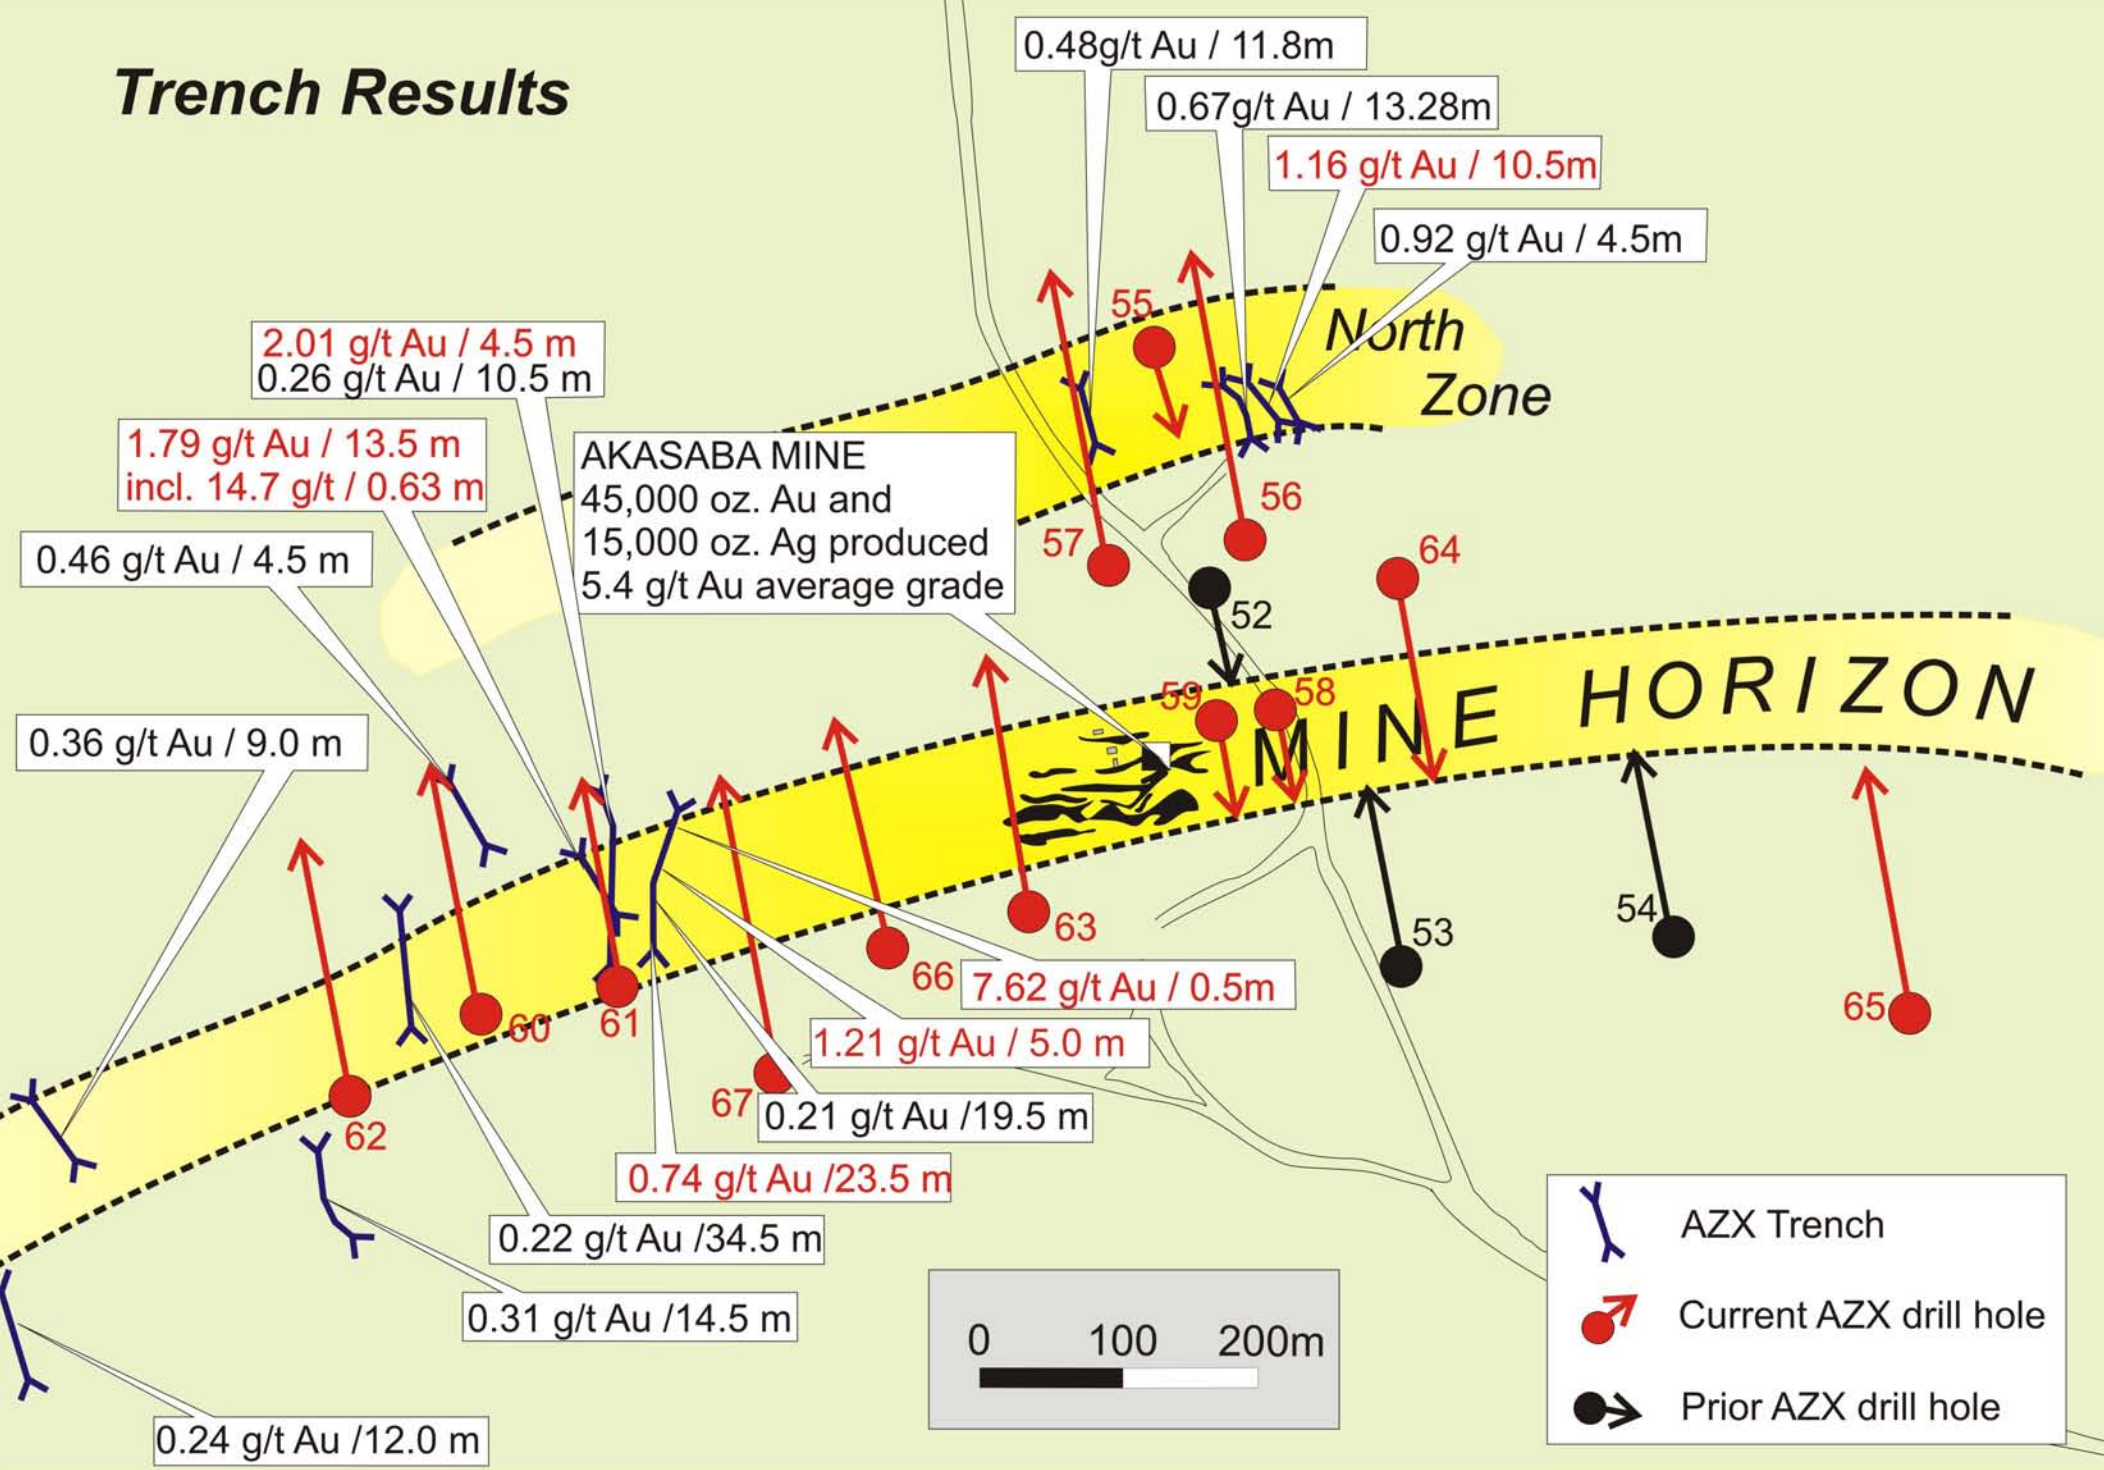 Trench Results
0.48g/t Au / 11.8m
0.67g/t Au / 13.28m
1.16 g/t Au / 10.5m
0.92 g/t Au / 4.5m
55
North
Zone
2.01 g/t Au / 4.5 m
0.26 g/t Au / 10.5 m
1.79 g/t Au / 13.5 m
incl. 14.7 g/t / 0.63 m
AKASABA MINE
45,000 oz. Au and
15,000 oz. Ag produced
5.4 g/t Au average grade
56
57
64
0.46 g/t Au / 4.5 m
52
59
58
MINE HORIZON
0.36 g/t Au / 9.0 m
63
53
54
66
7.62 g/t Au / 0.5m
65
60
61
1.21 g/t Au / 5.0 m
67
0.21 g/t Au /19.5 m
62
0.74 g/t Au /23.5 m
0.22 g/t Au /34.5 m
0.31 g/t Au /14.5 m
0.24 g/t Au /12.0 m
0 100 200m
AZX Trench
Current AZX drill hole
Prior AZX drill hole